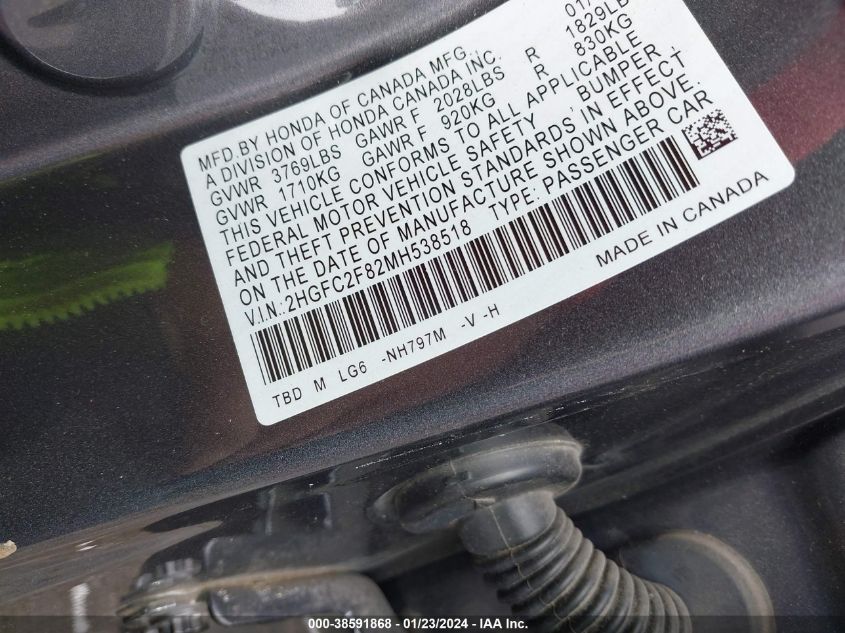 MFD.BY HONDA OF CANADA MFG.
A DIVISION OF HONDA CANADA INC.
GVWR 3769LBS GAWR F 2028LBS R 1829LB
GVWR 1710KG GAWR F 920KG R 830KG
THIS VEHICLE CONFORMS TO ALL APPLICABLE
FEDERAL MOTOR VEHICLE SAFETY ,BUMPER †
AND THEFT PREVENTION STANDARDS IN EFFECT
ON THE DATE OF MANUFACTURE SHOWN ABOVE.
V.I.N.:2HGFC2F82MH538518 TYPE: PASSENGER CAR
TBD M LG6 -NH797M -V -H
MADE IN CANADA
000-38591868 - 01/23/2024 - IAA Inc.